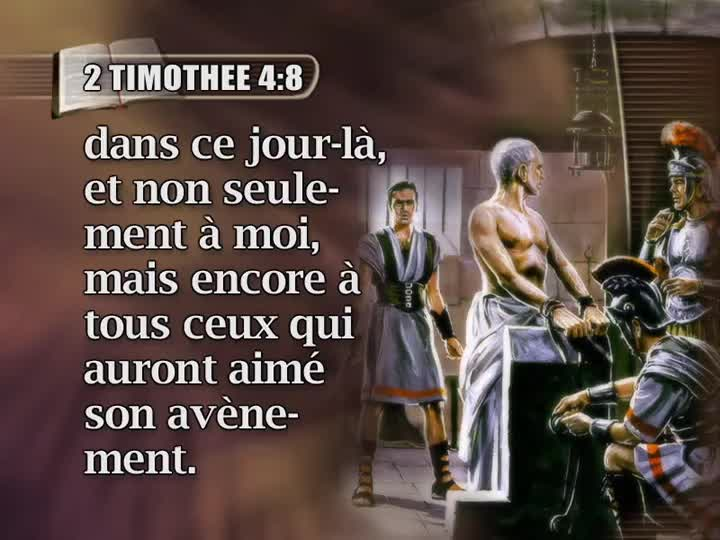 2 TIMOTHEE 4:8
dans ce jour-là,
et non seule-
ment à moi,
mais encore à
tous ceux qui
auront aimé
son avène-
ment.